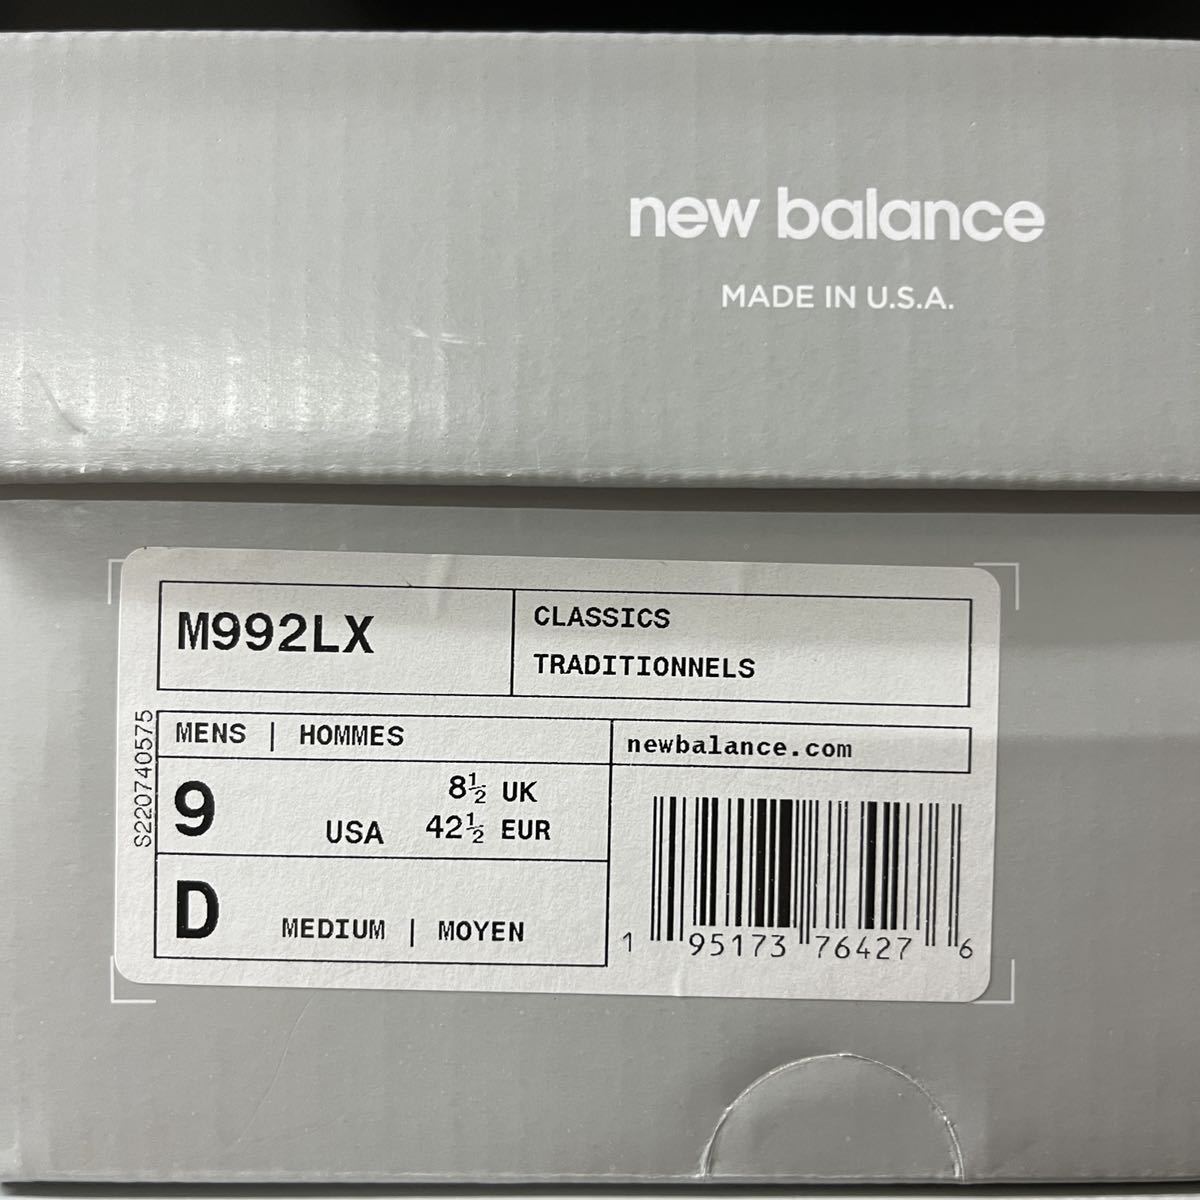 new balance
MADE IN U.S.A.
M992LX
CLASSICS
TRADITIONNELS
S220740575
MENS | HOMMES
newbalance.com
9 USA
8½ UK
42½ EUR
D MEDIUM | MOYEN
1 95173 76427 6